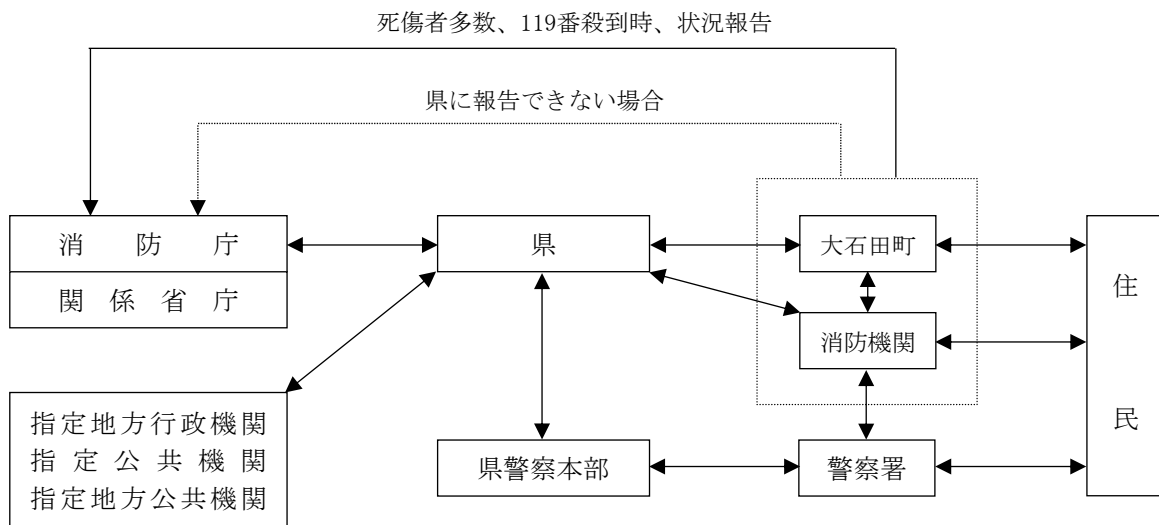 死傷者多数、119番殺到時、状況報告
県に報告できない場合
消防庁
関係省庁
県
大石田町
消防機関
住民
指定地方行政機関
指定公共機関
指定地方公共機関
県警察本部
警察署